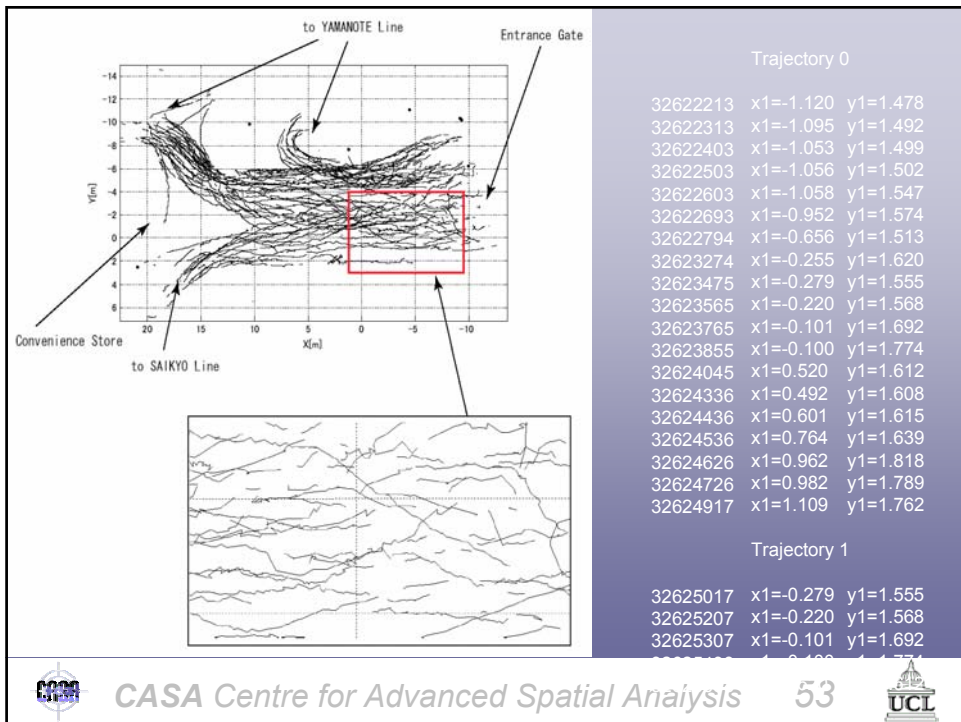 to YAMANOTE Line
Entrance Gate
-14
-12
-10
-8
-6
-4
-2
0
2
4
6
Y[m]
20 15 10 5 0 -5 -10
X[m]
Convenience Store
to SAIKYO Line
Trajectory 0
32622213 x1=-1.120 y1=1.478
32622313 x1=-1.095 y1=1.492
32622403 x1=-1.053 y1=1.499
32622503 x1=-1.056 y1=1.502
32622603 x1=-1.058 y1=1.547
32622693 x1=-0.952 y1=1.574
32622794 x1=-0.656 y1=1.513
32623274 x1=-0.255 y1=1.620
32623475 x1=-0.279 y1=1.555
32623565 x1=-0.220 y1=1.568
32623765 x1=-0.101 y1=1.692
32623855 x1=-0.100 y1=1.774
32624045 x1=0.520 y1=1.612
32624336 x1=0.492 y1=1.608
32624436 x1=0.601 y1=1.615
32624536 x1=0.764 y1=1.639
32624626 x1=0.962 y1=1.818
32624726 x1=0.982 y1=1.789
32624917 x1=1.109 y1=1.762
Trajectory 1
32625017 x1=-0.279 y1=1.555
32625207 x1=-0.220 y1=1.568
32625307 x1=-0.101 y1=1.692
CASA Centre for Advanced Spatial Analysis 53
UCL